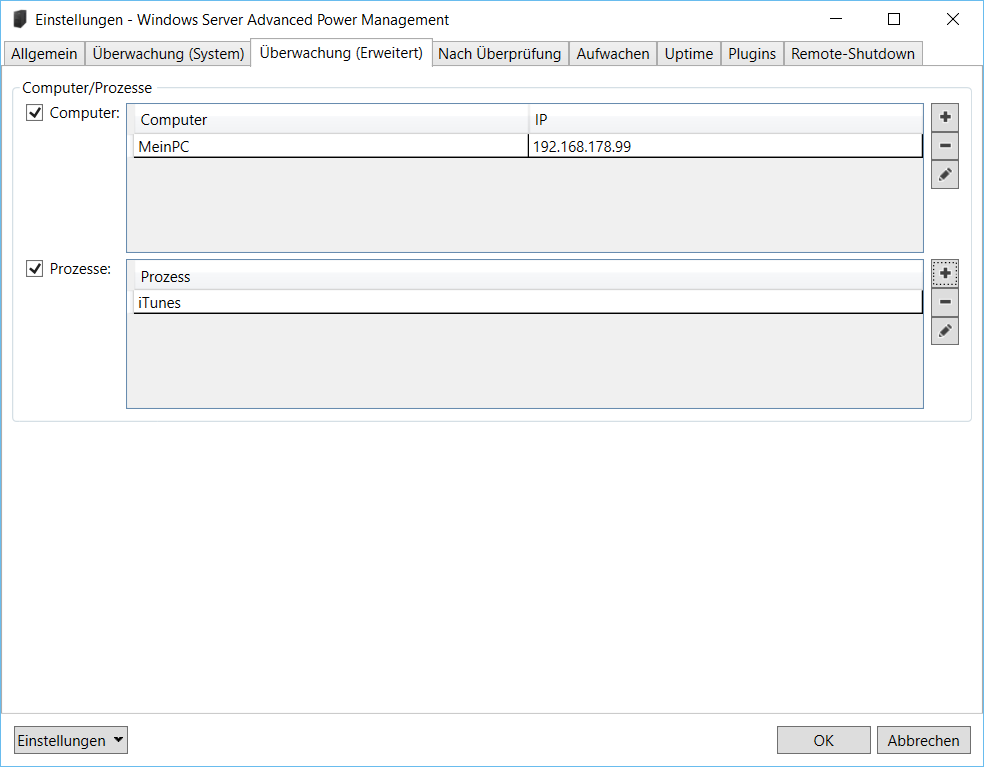 Einstellungen - Windows Server Advanced Power Management
Allgemein Überwachung (System) Überwachung (Erweitert) Nach Überprüfung Aufwachen Uptime Plugins Remote-Shutdown
Computer/Prozesse
Computer:
Computer IP
MeinPC 192.168.178.99
Prozesse:
Prozess
iTunes
Einstellungen OK Abbrechen